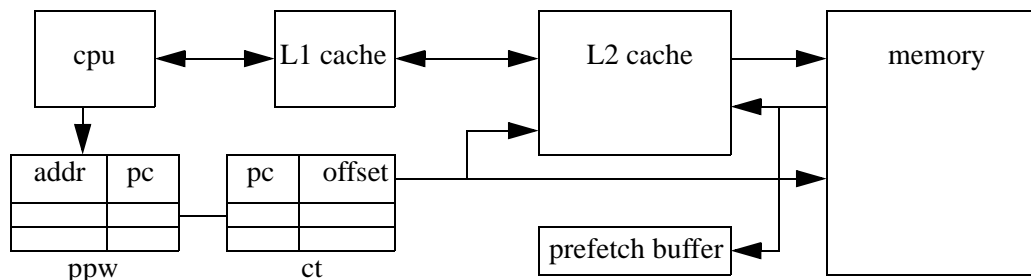 cpu
L1 cache
L2 cache
memory
addr
pc
pc
offset
prefetch buffer
ppw
ct